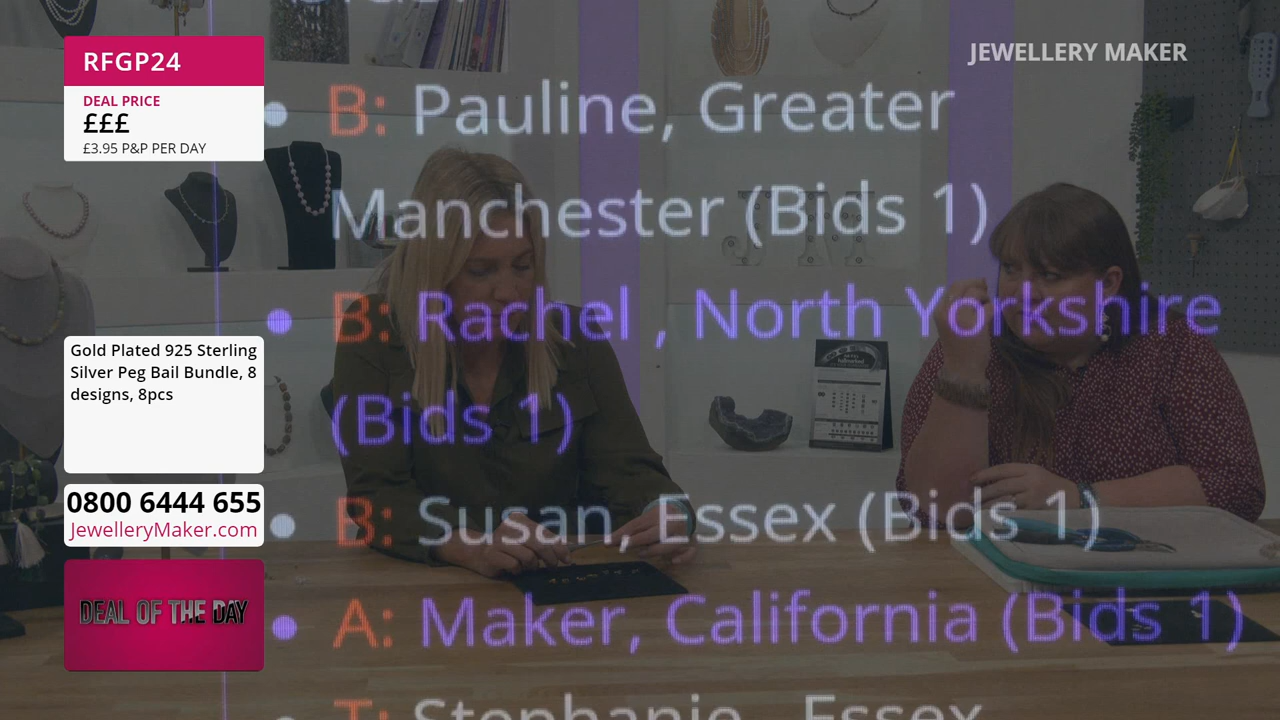 RFGP24
DEAL PRICE
£££
£3.95 P&P PER DAY
JEWELLERY MAKER
B: Pauline, Greater
Manchester (Bids 1)
B: Rachel , North Yorkshire
(Bids 1)
B: Susan, Essex (Bids 1)
A: Maker, California (Bids 1)
T: Stephanie, Essex
Gold Plated 925 Sterling
Silver Peg Bail Bundle, 8
designs, 8pcs
0800 6444 655
JewelleryMaker.com
DEAL OF THE DAY